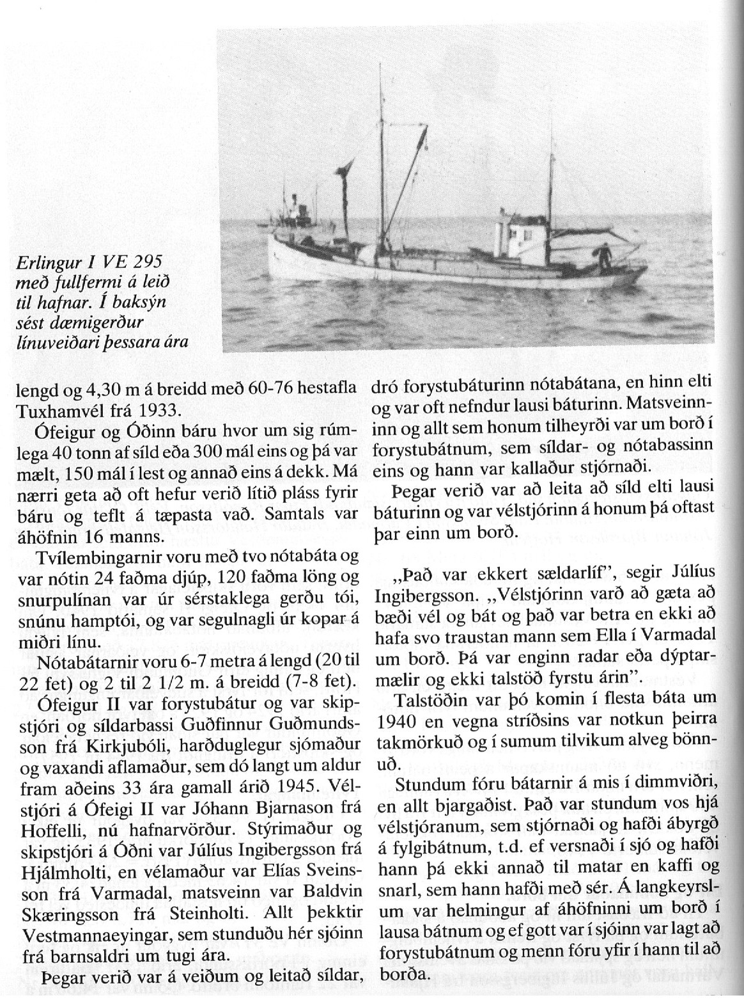 Erlingur I VE 295
með fullfermi á leið
til hafnar. Í baksýn
sést dæmigerður
línuveiðari þessara ára
lengd og 4,30 m á breidd með 60-76 hestafla
Tuxhamvél frá 1933.
Ófeigur og Óðinn báru hvor um sig rúm-
lega 40 tonn af síld eða 300 mál eins og þá var
mælt, 150 mál í lest og annað eins á dekk. Má
nærri geta að oft hefur verið lítið pláss fyrir
báru og teflt á tæpasta vað. Samtals var
áhöfnin 16 manns.
Tvílembingarnir voru með tvo nótabáta og
var nótin 24 faðma djúp, 120 faðma löng og
snurpulínan var úr sérstaklega gerðu tói,
snúnu hamptói, og var segulnagli úr kopar á
miðri línu.
Nótabátarnir voru 6-7 metra á lengd (20 til
22 fet) og 2 til 2 1/2 m. á breidd (7-8 fet).
Ófeigur II var forystubátur og var skip-
stjóri og síldarbassi Guðfinnur Guðmunds-
son frá Kirkjubóli, harðduglegur sjómaður
og vaxandi aflamaður, sem dó langt um aldur
fram aðeins 33 ára gamall árið 1945. Vél-
stjóri á Ófeigi II var Jóhann Bjarnason frá
Hoffelli, nú hafnarvörður. Stýrimaður og
skipstjóri á Óðni var Júlíus Ingibergsson frá
Hjálmholti, en vélamaður var Elías Sveins-
son frá Varmadal, matsveinn var Baldvin
Skæringsson frá Steinholti. Allt þekktir
Vestmannaeyingar, sem stunduðu hér sjóinn
frá barnsaldri um tugi ára.
Þegar verið var á veiðum og leitað síldar,
dró forystubáturinn nótabátana, en hinn elti
og var oft nefndur lausi báturinn. Matsveinn-
inn og allt sem honum tilheyrði var um borð í
forystubátnum, sem síldar- og nótabassinn
eins og hann var kallaður stjórnaði.
Þegar verið var að leita að síld elti lausi
báturinn og var vélstjórinn á honum þá oftast
þar einn um borð.
„Það var ekkert sældarlíf”, segir Júlíus
Ingibergsson. „Vélstjórinn varð að gæta að
bæði vél og bát og það var betra en ekki að
hafa svo traustan mann sem Ella í Varmadal
um borð. Þá var enginn radar eða dýptar-
mælir og ekki talstöð fyrstu árin”.
Talstöðin var þó komin í flesta báta um
1940 en vegna stríðsins var notkun þeirra
takmörkuð og í sumum tilvikum alveg bönn-
uð.
Stundum fóru bátarnir á mis í dimmviðri,
en allt bjargaðist. Það var stundum vos hjá
vélstjóranum, sem stjórnaði og hafði ábyrgð
á fylgibátnum, t.d. ef versnaði í sjó og hafði
hann þá ekki annað til matar en kaffi og
snarl, sem hann hafði með sér. Á langkeyrsl-
um var helmingur af áhöfninni um borð í
lausa bátnum og ef gott var í sjóinn var lagt að
forystubátnum og menn fóru yfir í hann til að
borða.